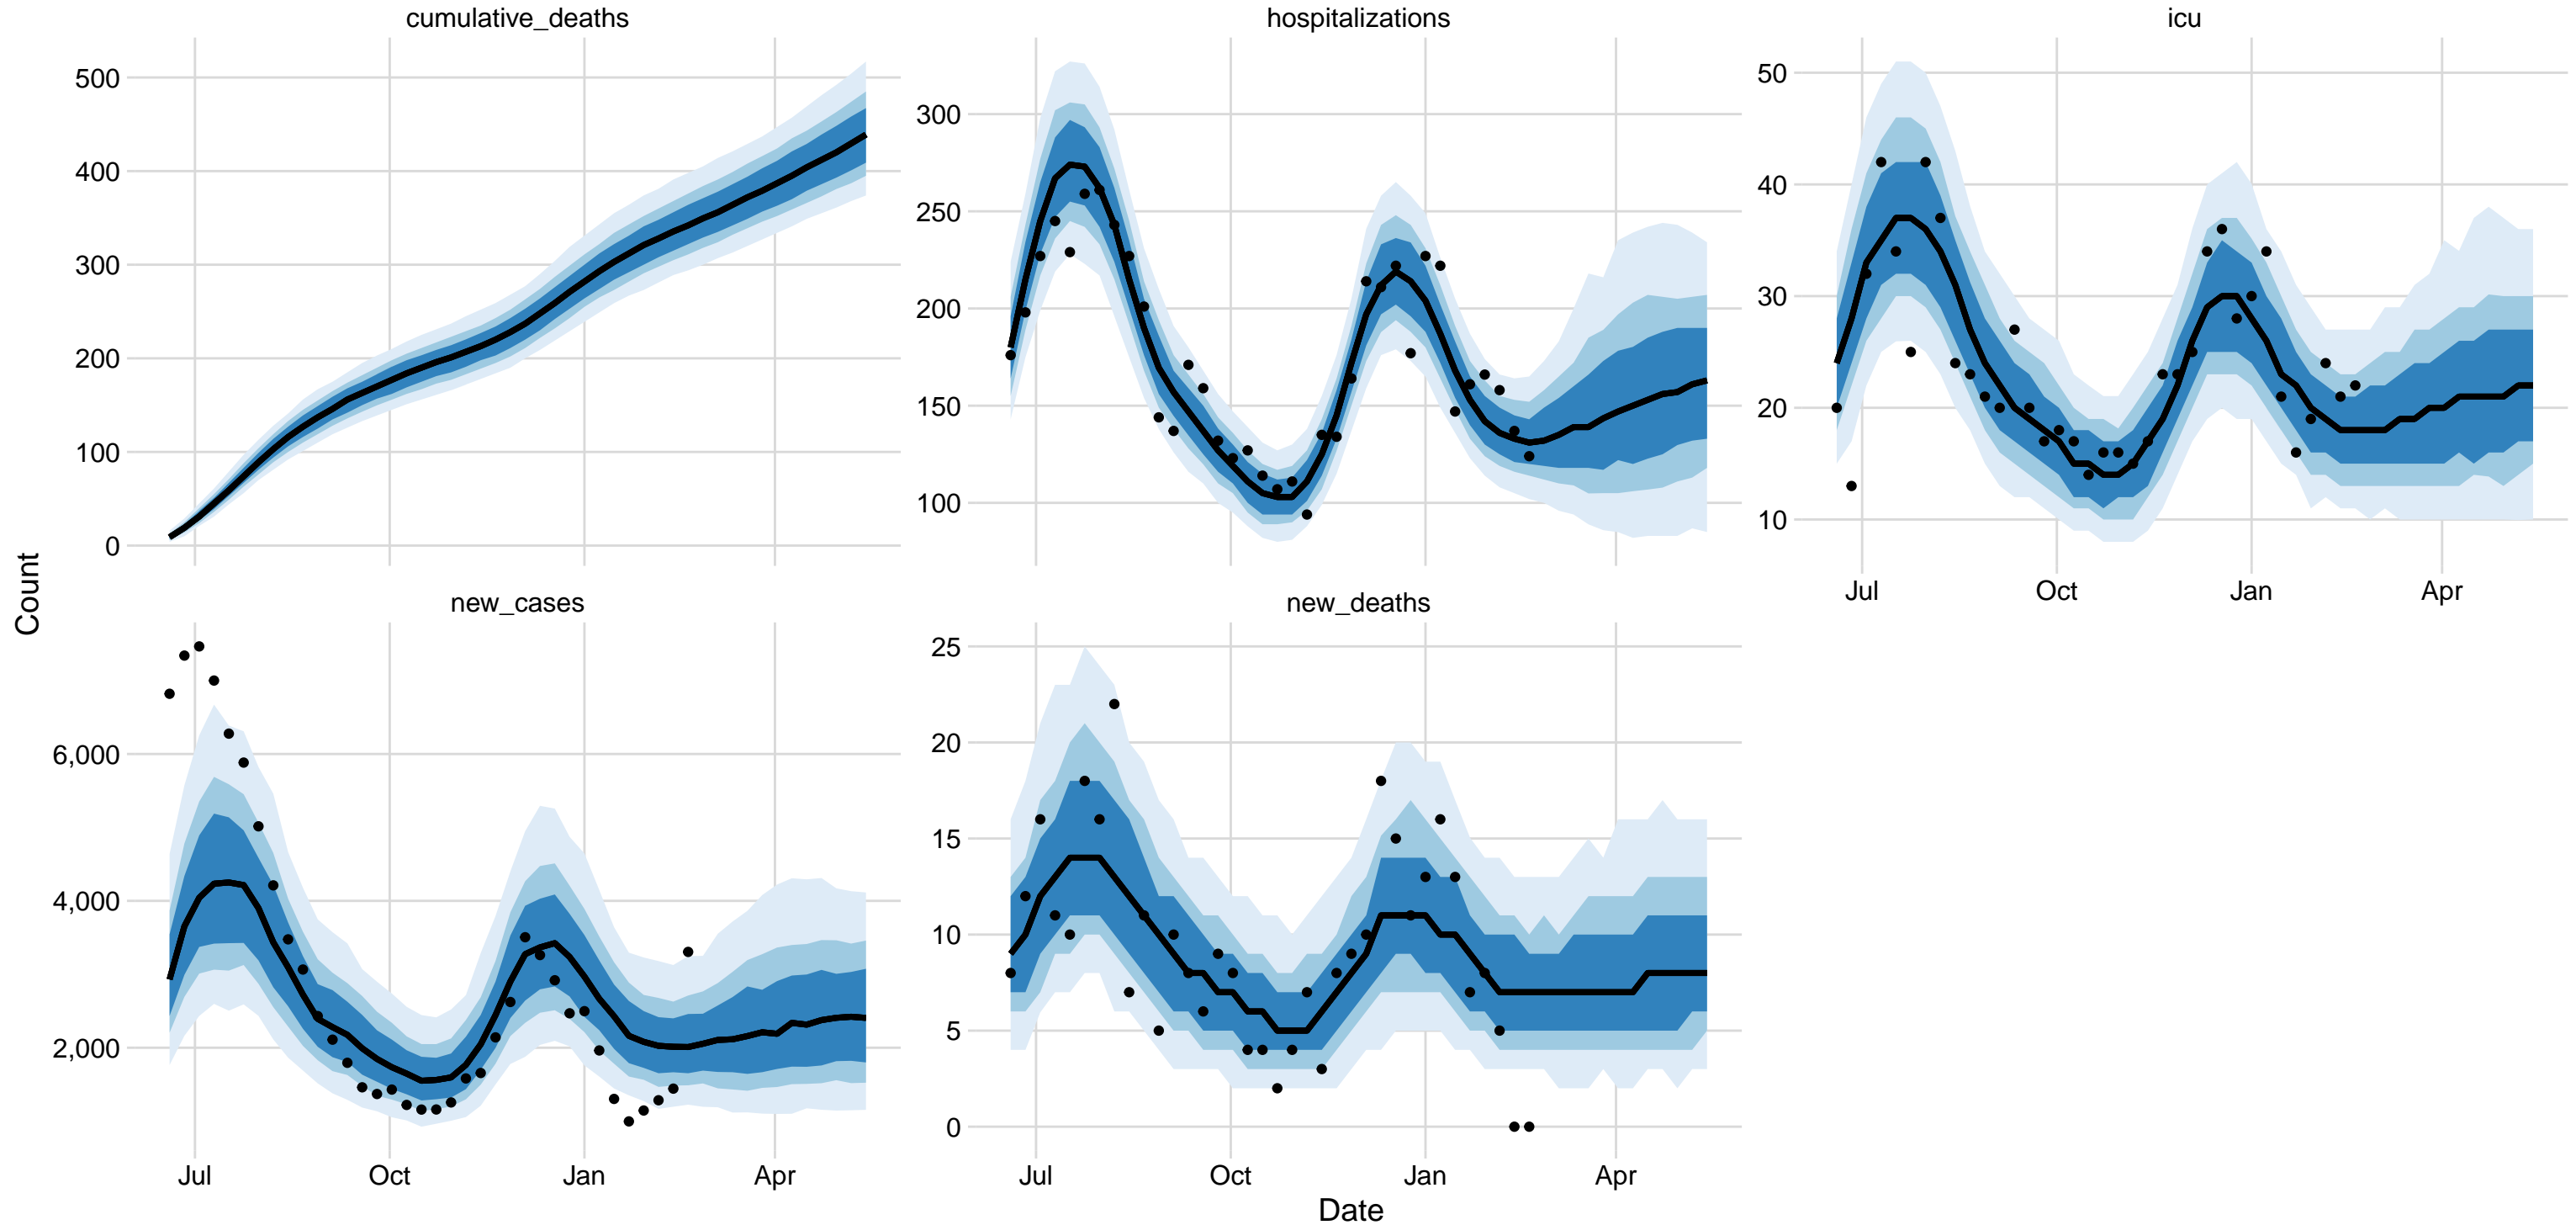 cumulative_deaths
500
400
300
200
100
0
hospitalizations
300
250
200
150
100
icu
50
40
30
20
10
Jul Oct Jan Apr
Count
new_cases
6,000
4,000
2,000
Jul Oct Jan Apr
new_deaths
25
20
15
10
5
0
Jul Oct Jan Apr
Date